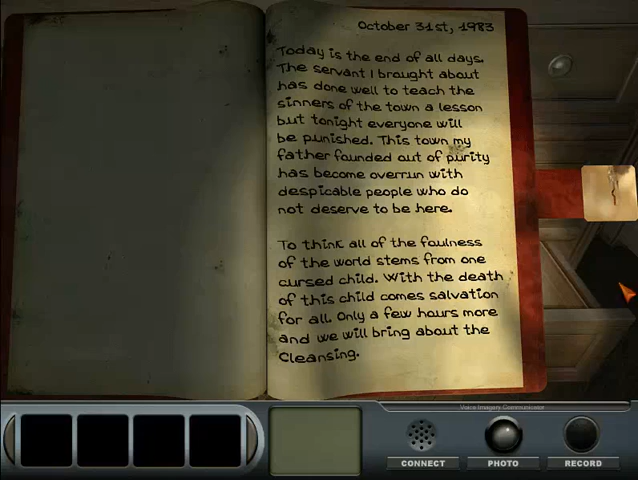 October 31st, 1983
Today is the end of all days.
The servant I brought about
has done well to teach the
sinners of the town a lesson
but tonight everyone will
be punished. This town my
father founded out of purity
has become overrun with
despicable people who do
not deserve to be here.
To think all of the foulness
of the world stems from one
cursed child. With the death
of this child comes salvation
for all. Only a few hours more
and we will bring about the
Cleansing.
Voice Imagery Communicator
CONNECT
PHOTO
RECORD